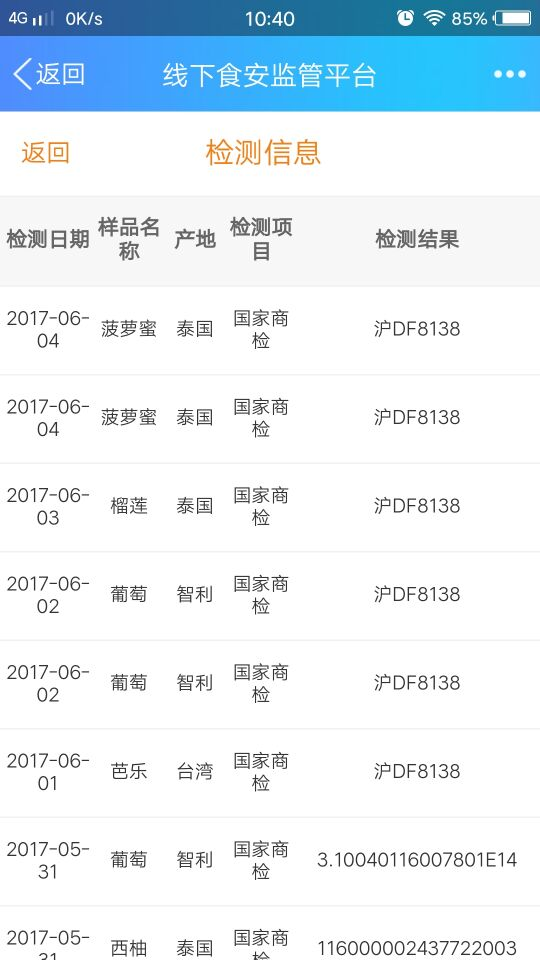 4G 0K/s 10:40 85%
返回 线下食安监管平台
返回 检测信息
检测日期 样品名称 产地 检测项目 检测结果
2017-06-04 菠萝蜜 泰国 国家商检 沪DF8138
2017-06-04 菠萝蜜 泰国 国家商检 沪DF8138
2017-06-03 榴莲 泰国 国家商检 沪DF8138
2017-06-02 葡萄 智利 国家商检 沪DF8138
2017-06-02 葡萄 智利 国家商检 沪DF8138
2017-06-01 芭乐 台湾 国家商检 沪DF8138
2017-05-31 葡萄 智利 国家商检 3.10040116007801E14
2017-05-31 西柚 泰国 国家商检 116000002437722003